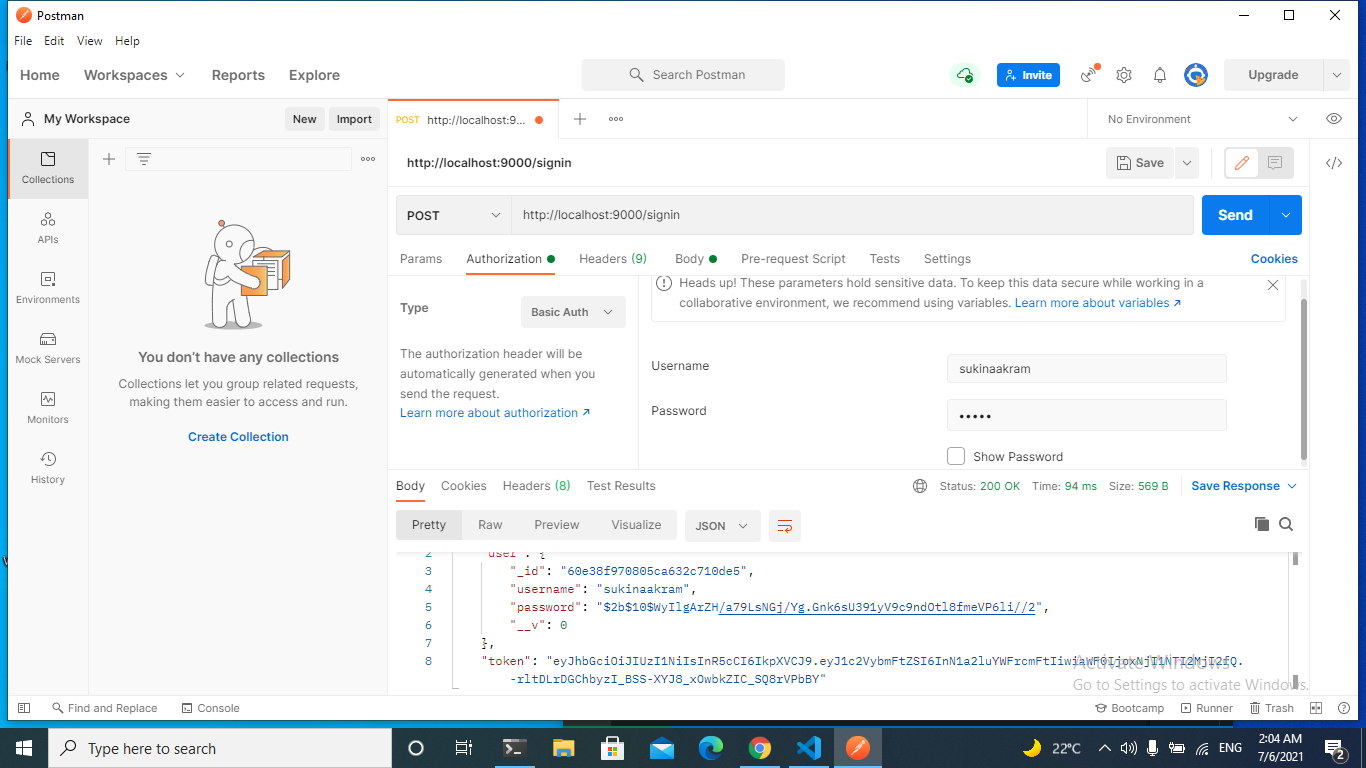 Postman
File Edit View Help
Home Workspaces Reports Explore Search Postman Invite Upgrade
My Workspace New Import POST http://localhost:9... No Environment
Collections
http://localhost:9000/signin Save
POST http://localhost:9000/signin Send
APIs
Params Authorization Headers (9) Body Pre-request Script Tests Settings Cookies
Environments
Heads up! These parameters hold sensitive data. To keep this data secure while working in a
collaborative environment, we recommend using variables. Learn more about variables
Type Basic Auth
Mock Servers
You don't have any collections
Collections let you group related requests,
making them easier to access and run.
Create Collection
The authorization header will be
automatically generated when you
send the request.
Learn more about authorization
Username sukinaakram
Password •••••
Show Password
Monitors
History
Body Cookies Headers (8) Test Results Status: 200 OK Time: 94 ms Size: 569 B Save Response
Pretty Raw Preview Visualize JSON
2 "user": {
3 "_id": "60e38f970805ca632c710de5",
4 "username": "sukinaakram",
5 "password": "$2b$10$WyIlgArZH/a79LsNGj/Yg.Gnk6sU391yV9c9ndOtl8fmeVP6li//2",
6 "__v": 0
7 },
8 "token": "eyJhbGciOiJIUzI1NiIsInR5cCI6IkpXVCJ9.
-rltDLrDGChbyzI_BSS-XYJ8_xOwbkZIC_SQ8rVPbBY"
Activate Windows
Go to Settings to activate Windows.
Find and Replace Console Bootcamp Runner Trash
Type here to search 22°C ENG 2:04 AM
7/6/2021 2